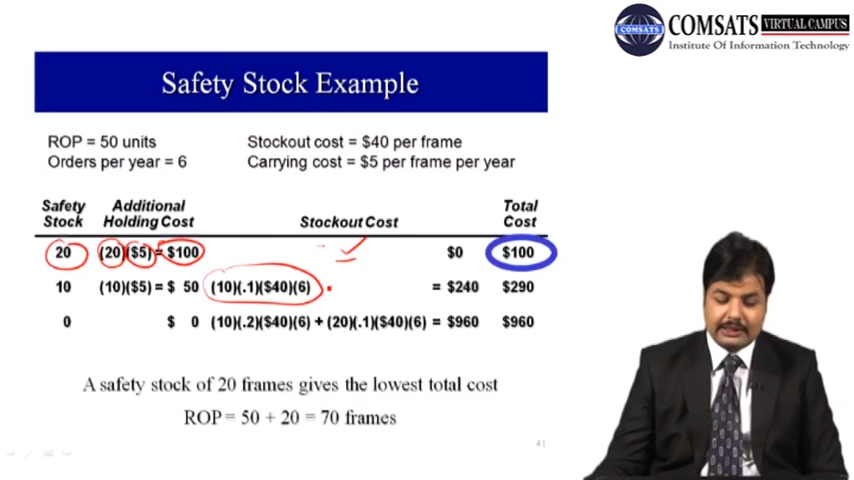 COMSATS VIRTUAL CAMPUS
Institute Of Information Technology
COMSATS
Safety Stock Example
ROP = 50 units
Stockout cost = $40 per frame
Orders per year = 6
Carrying cost = $5 per frame per year
Safety Stock Additional Holding Cost Stockout Cost Total Cost
20 (20)($5) = $100 $0 $100
10 (10)($5) = $ 50 (10)(.1)($40)(6) = $240 $290
0 $ 0 (10)(.2)($40)(6) + (20)(.1)($40)(6) = $960 $960
A safety stock of 20 frames gives the lowest total cost
ROP = 50 + 20 = 70 frames
41